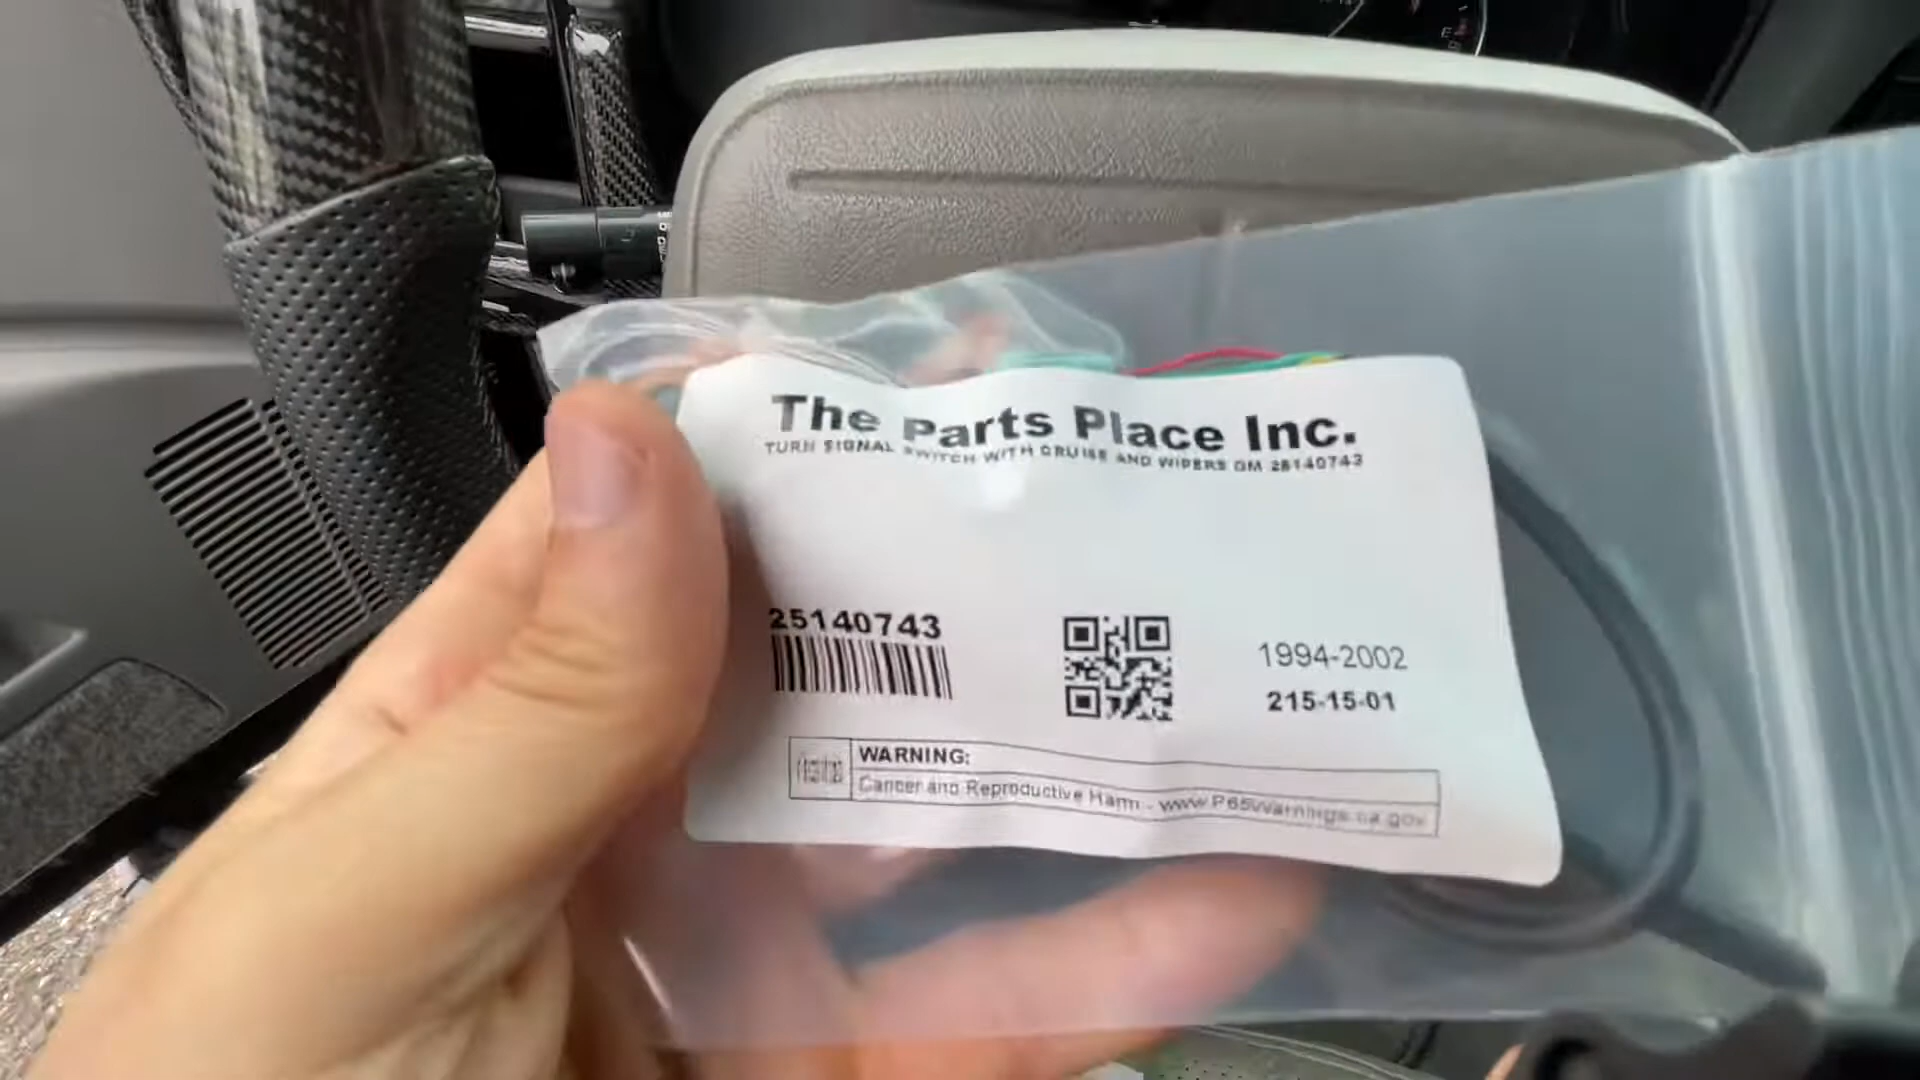 The Parts Place Inc.
TURN SIGNAL SWITCH WITH CRUISE AND WIPERS GM 25140743
25140743
1994-2002
215-15-01
WARNING:
Cancer and Reproductive Harm - www.P65Warnings.ca.gov
E